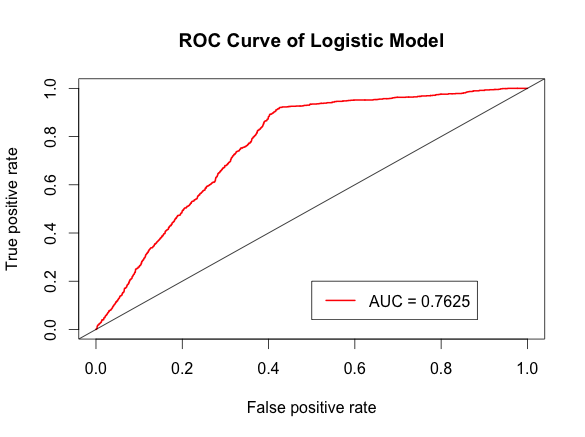 ROC Curve of Logistic Model
True positive rate
1.0
0.8
0.6
0.4
0.2
0.0
AUC = 0.7625
0.0 0.2 0.4 0.6 0.8 1.0
False positive rate